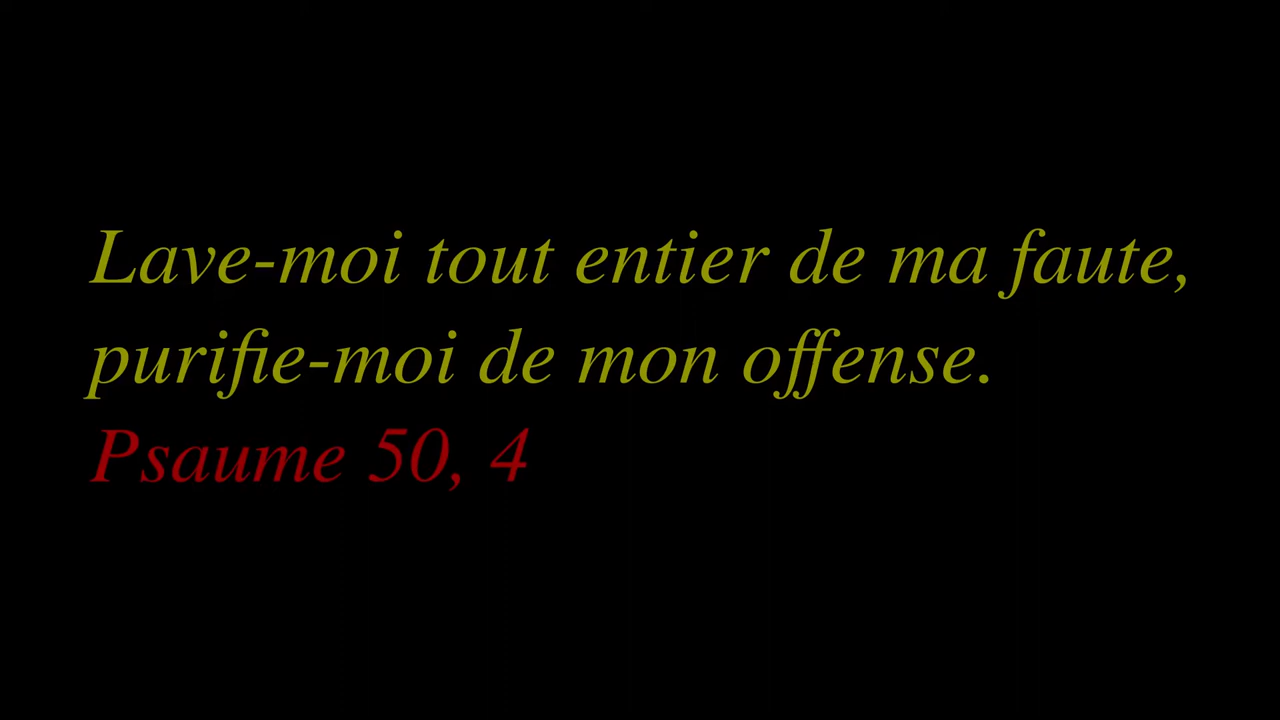 Lave-moi tout entier de ma faute,
purifie-moi de mon offense.
Psaume 50, 4